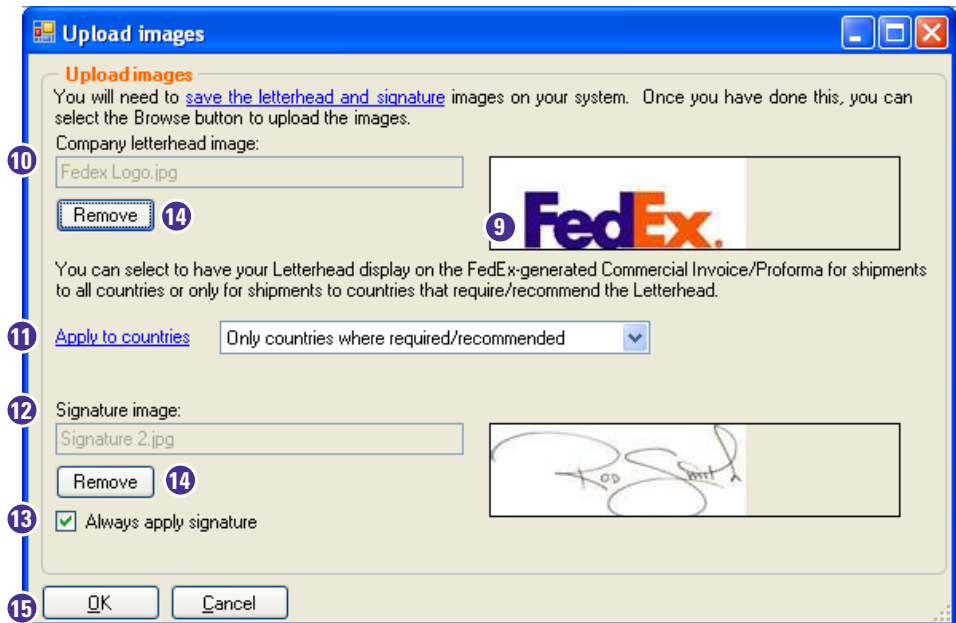 Upload images
Upload images
You will need to save the letterhead and signature images on your system. Once you have done this, you can
select the Browse button to upload the images.
Company letterhead image:
10
Fedex Logo.jpg
Remove
14
9
FedEx.
You can select to have your Letterhead display on the FedEx-generated Commercial Invoice/Proforma for shipments
to all countries or only for shipments to countries that require/recommend the Letterhead.
11
Apply to countries
Only countries where required/recommended
12
Signature image:
Signature 2.jpg
Rod Smith
Remove
14
13
Always apply signature
15
OK
Cancel